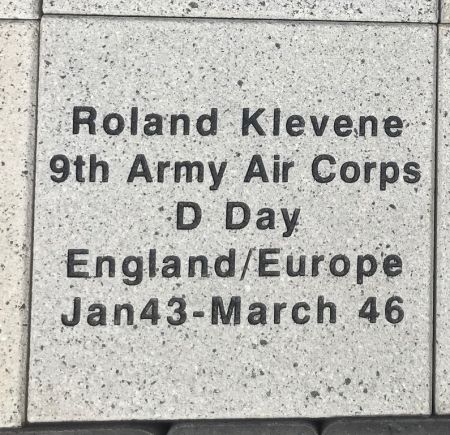 Roland Klevene
9th Army Air Corps
D Day
England/Europe
Jan43-March 46